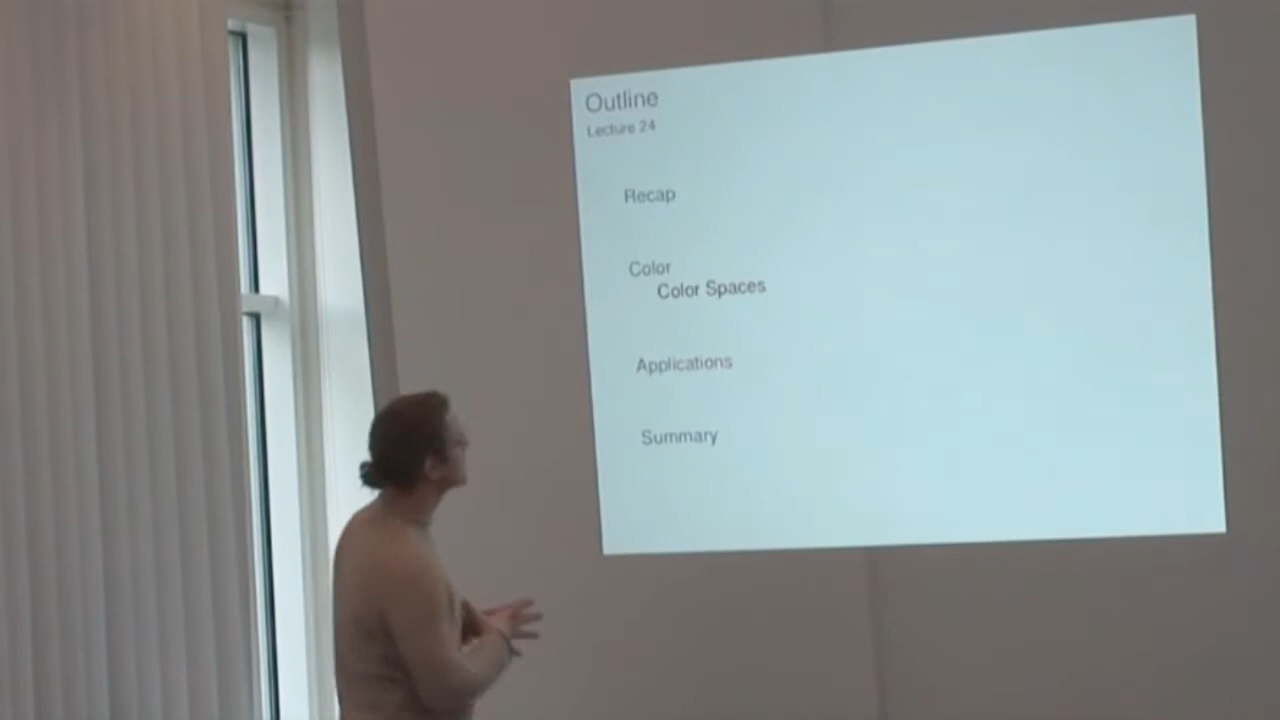 Outline
Lecture 24
Recap
Color
Color Spaces
Applications
Summary